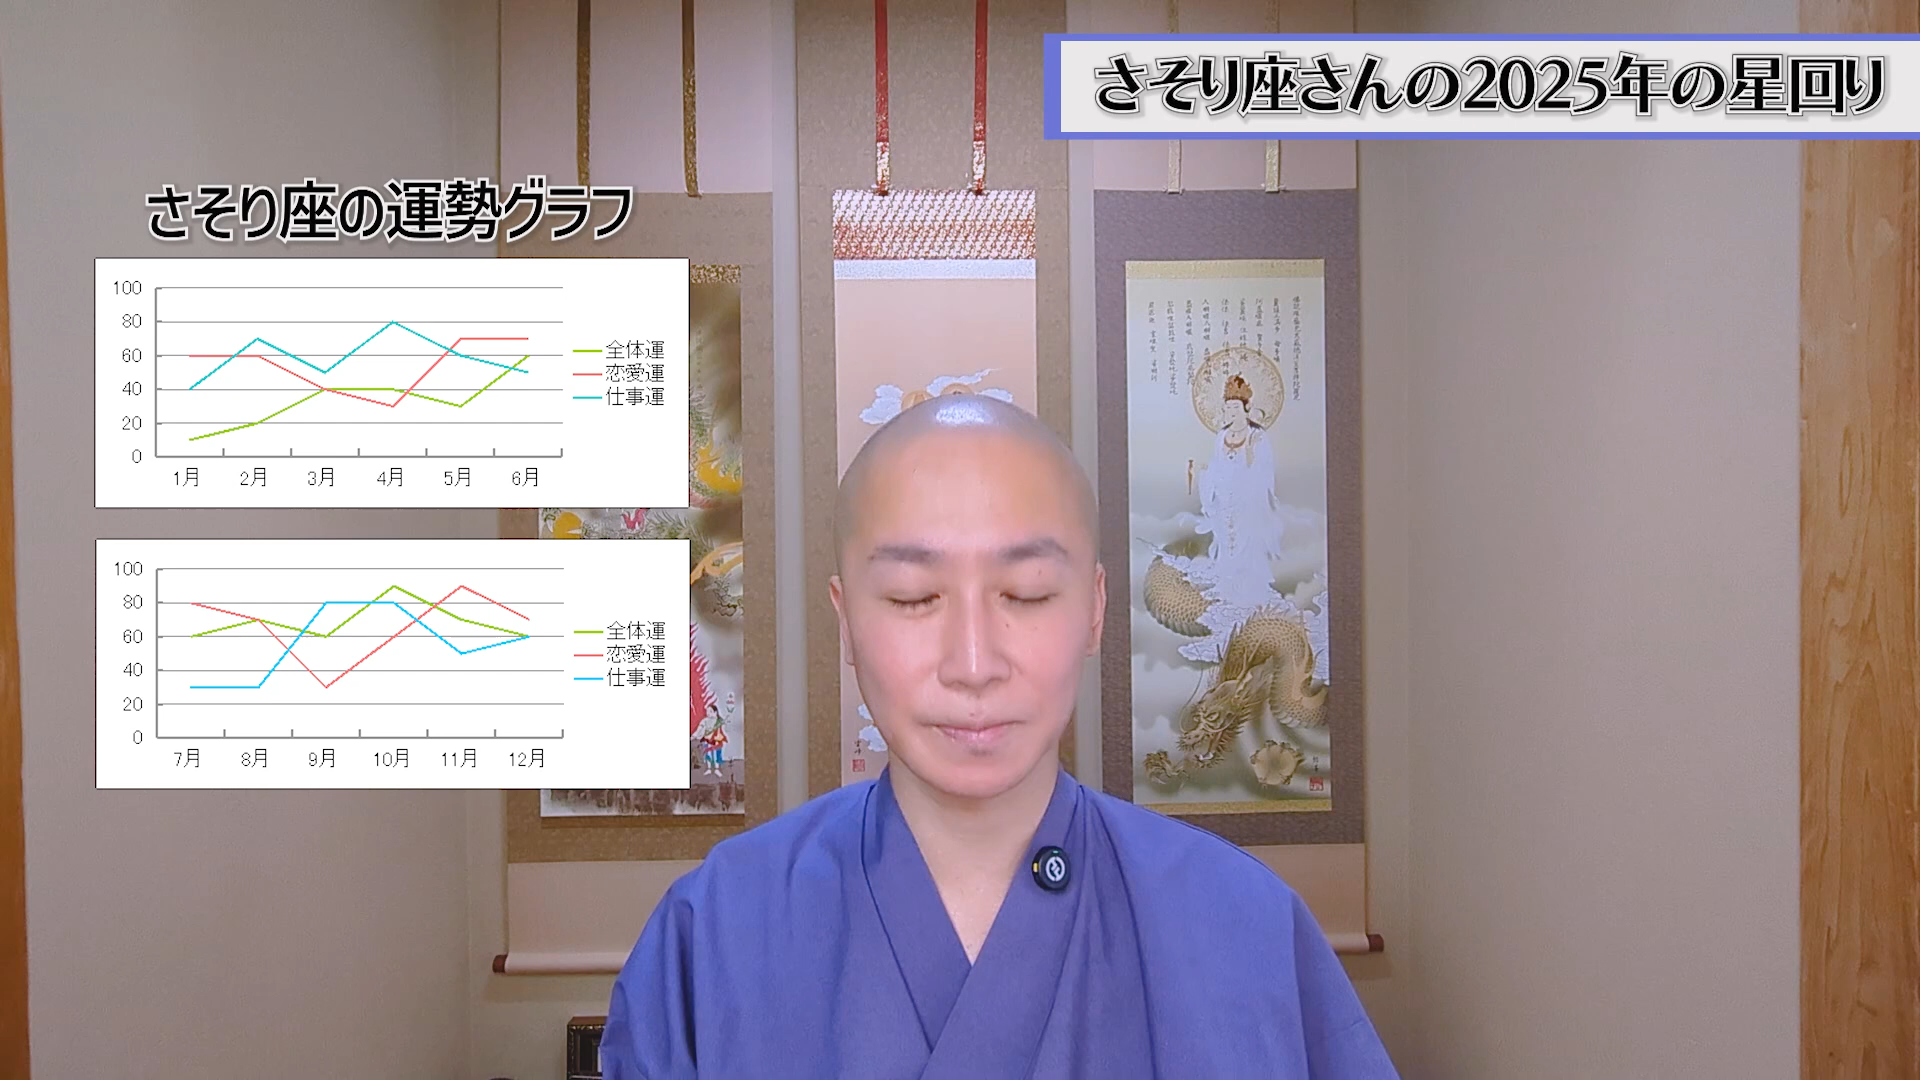 さそり座さんの2025年の星回り
さそり座の運勢グラフ
100
80
60
40
20
0
1月 2月 3月 4月 5月 6月
全体運
恋愛運
仕事運
100
80
60
40
20
0
7月 8月 9月 10月 11月 12月
全体運
恋愛運
仕事運